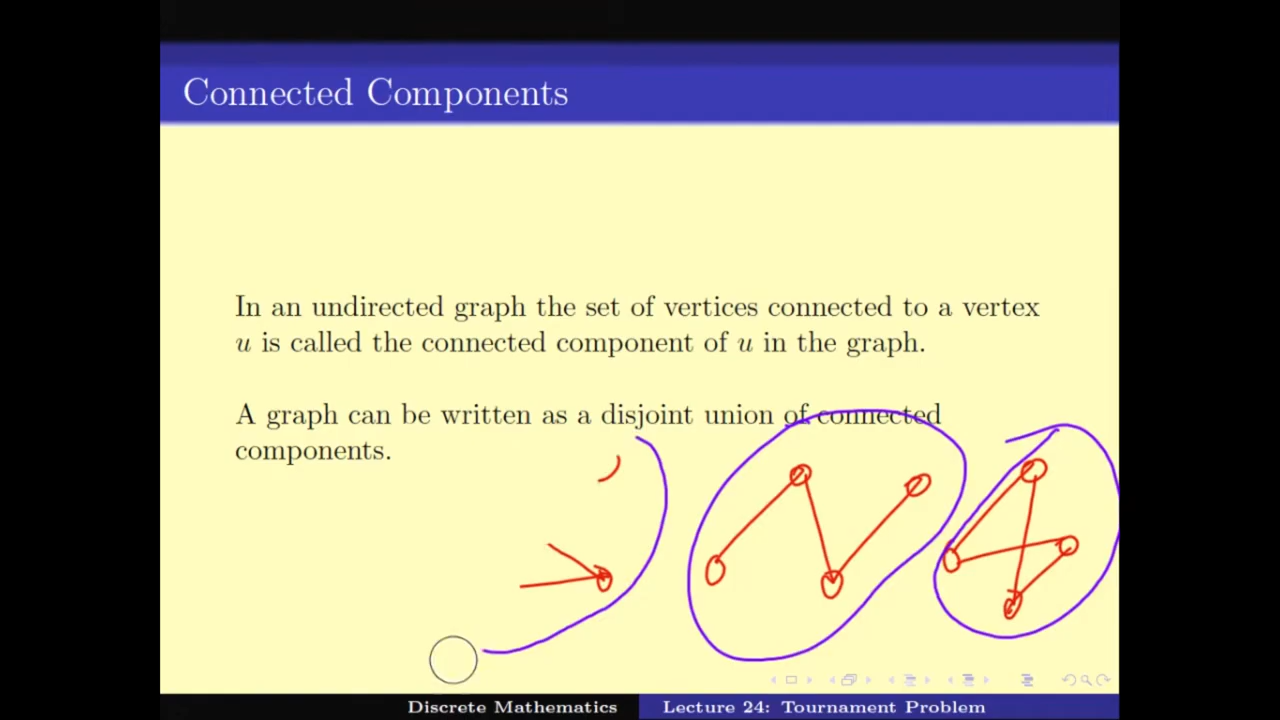 Connected Components
In an undirected graph the set of vertices connected to a vertex
u is called the connected component of u in the graph.
A graph can be written as a disjoint union of connected
components.
Discrete Mathematics
Lecture 24: Tournament Problem